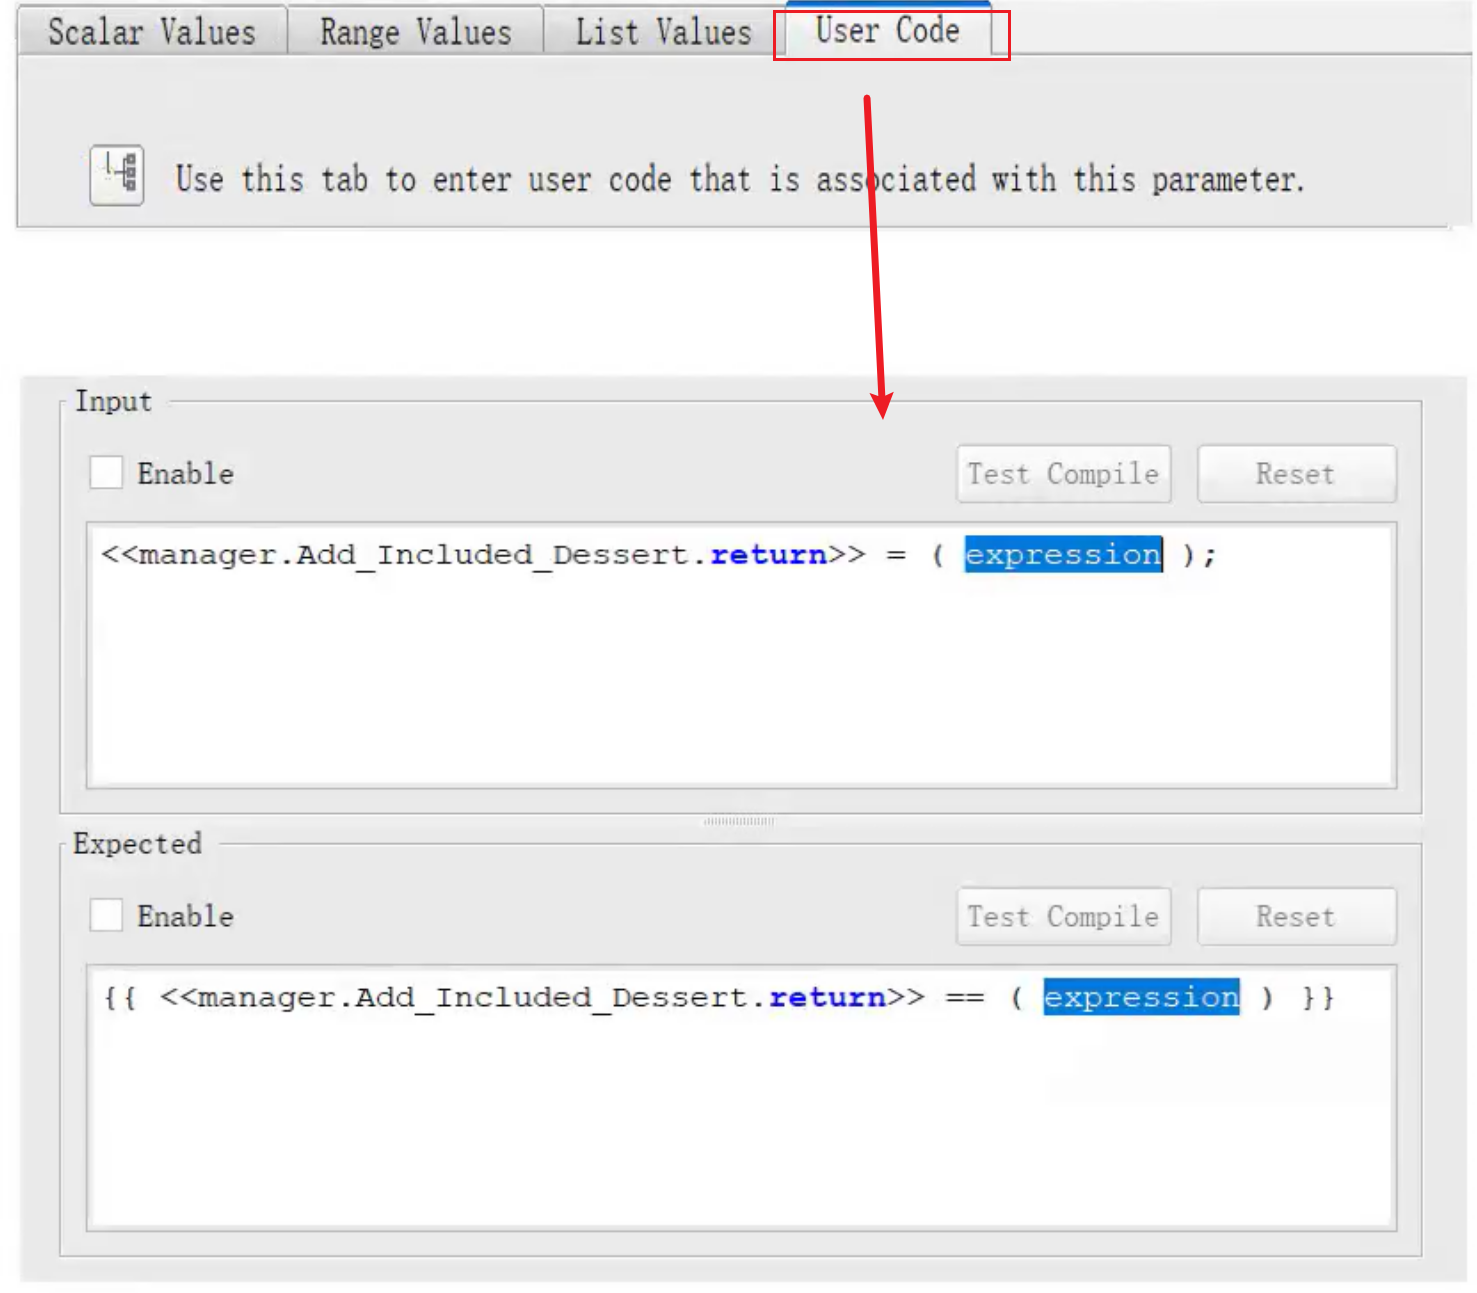 Scalar Values Range Values List Values User Code
Use this tab to enter user code that is associated with this parameter.
Input
Enable Test Compile Reset
<<manager.Add_Included_Dessert.return>> = ( expression );
Expected
Enable Test Compile Reset
{{ <<manager.Add_Included_Dessert.return>> == ( expression ) }}